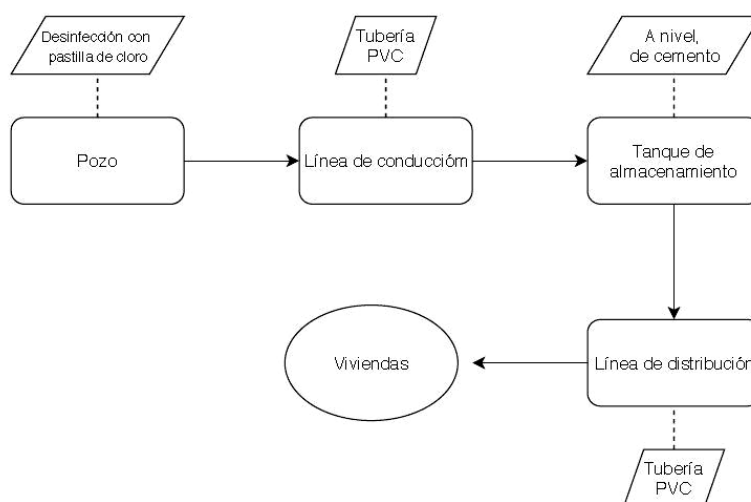 Desinfección con
pastilla de cloro
Tubería
PVC
A nivel,
de cemento
Pozo
Línea de conduccírm
Tanque de
almacenamiento
Viviendas
Línea de distribución
Tubería
PVC